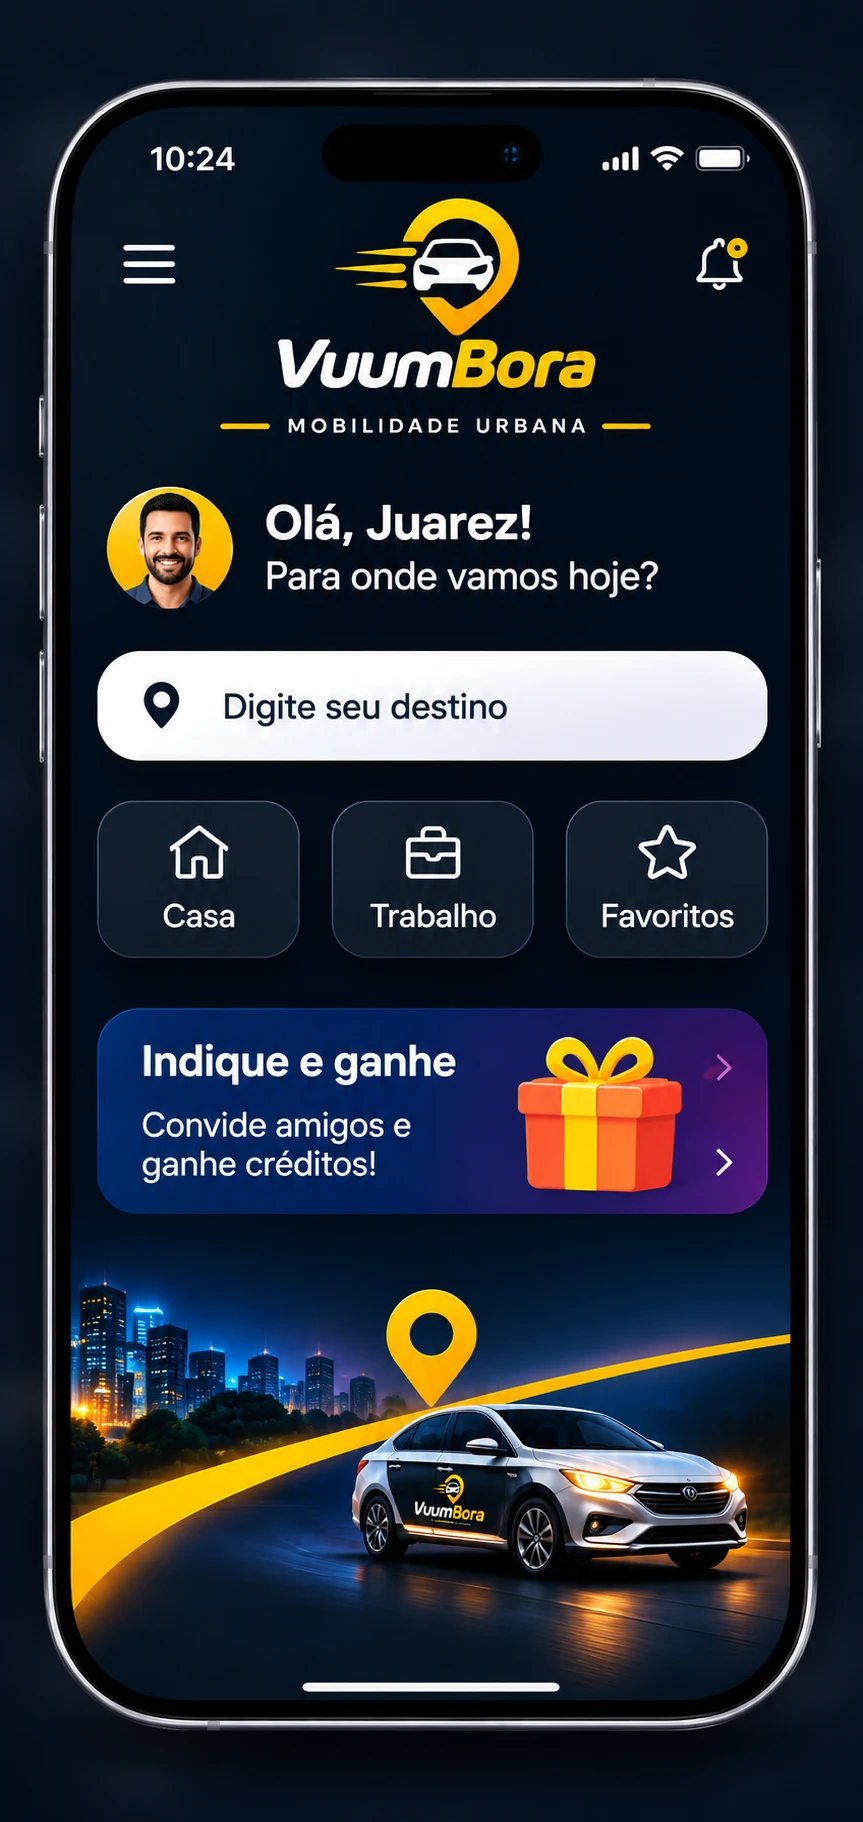 10:24
VuumBora
MOBILIDADE URBANA
Olá, Juarez!
Para onde vamos hoje?
Digite seu destino
Casa
Trabalho
Favoritos
Indique e ganhe
Convide amigos e
ganhe créditos!
VuumBora